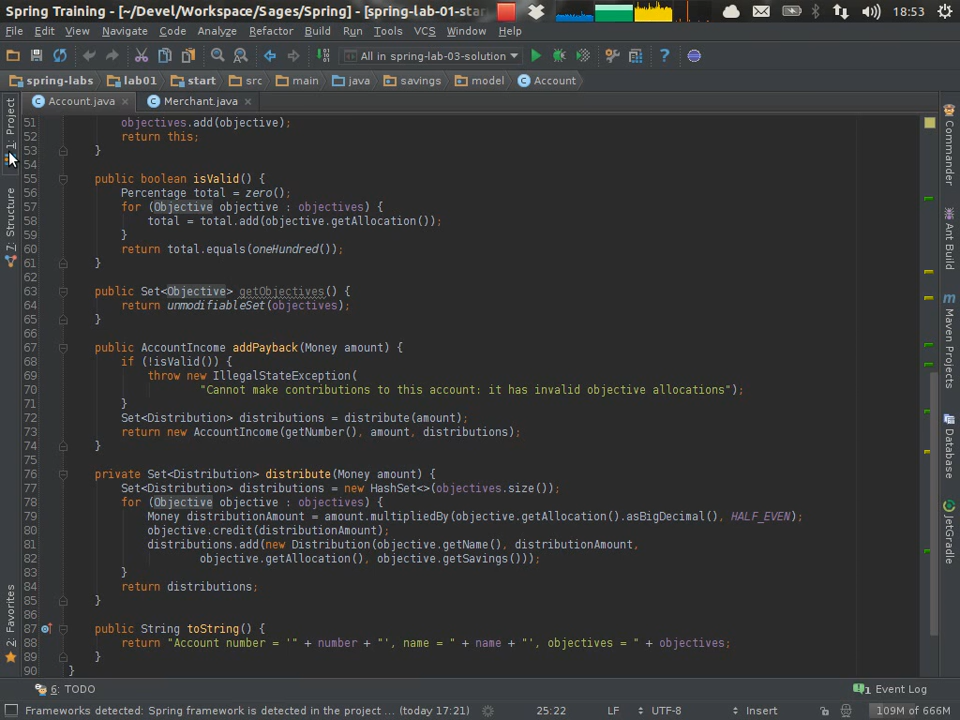 Spring Training - [~/Devel/Workspace/Sages/Spring] - [spring-lab-01-star 18:53
File Edit View Navigate Code Analyze Refactor Build Run Tools VCS Window Help
All in spring-lab-03-solution
spring-labs lab01 start src main java savings model Account
Account.java Merchant.java
51 objectives.add(objective);
52 return this;
53 }
54
55 public boolean isValid() {
56 Percentage total = zero();
57 for (Objective objective : objectives) {
58 total = total.add(objective.getAllocation());
59 }
60 return total.equals(oneHundred());
61 }
62
63 public Set<Objective> getObjectives() {
64 return unmodifiableSet(objectives);
65 }
66
67 public AccountIncome addPayback(Money amount) {
68 if (!isValid()) {
69 throw new IllegalStateException(
70 "Cannot make contributions to this account: it has invalid objective allocations");
71 }
72 Set<Distribution> distributions = distribute(amount);
73 return new AccountIncome(getNumber(), amount, distributions);
74 }
75
76 private Set<Distribution> distribute(Money amount) {
77 Set<Distribution> distributions = new HashSet<>(objectives.size());
78 for (Objective objective : objectives) {
79 Money distributionAmount = amount.multipliedBy(objective.getAllocation().asBigDecimal(), HALF_EVEN);
80 objective.credit(distributionAmount);
81 distributions.add(new Distribution(objective.getName(), distributionAmount,
82 objective.getAllocation(), objective.getSavings()));
83 }
84 return distributions;
85 }
86
87 public String toString() {
88 return "Account number = '" + number + "', name = " + name + "', objectives = " + objectives;
89 }
90 }
1: Project
7: Structure
2: Favorites
Commander
Ant Build
Maven Projects
Database
JetGradle
6: TODO 1 Event Log
Frameworks detected: Spring framework is detected in the project ... (today 17:21) 25:22 LF UTF-8 Insert 109M of 666M